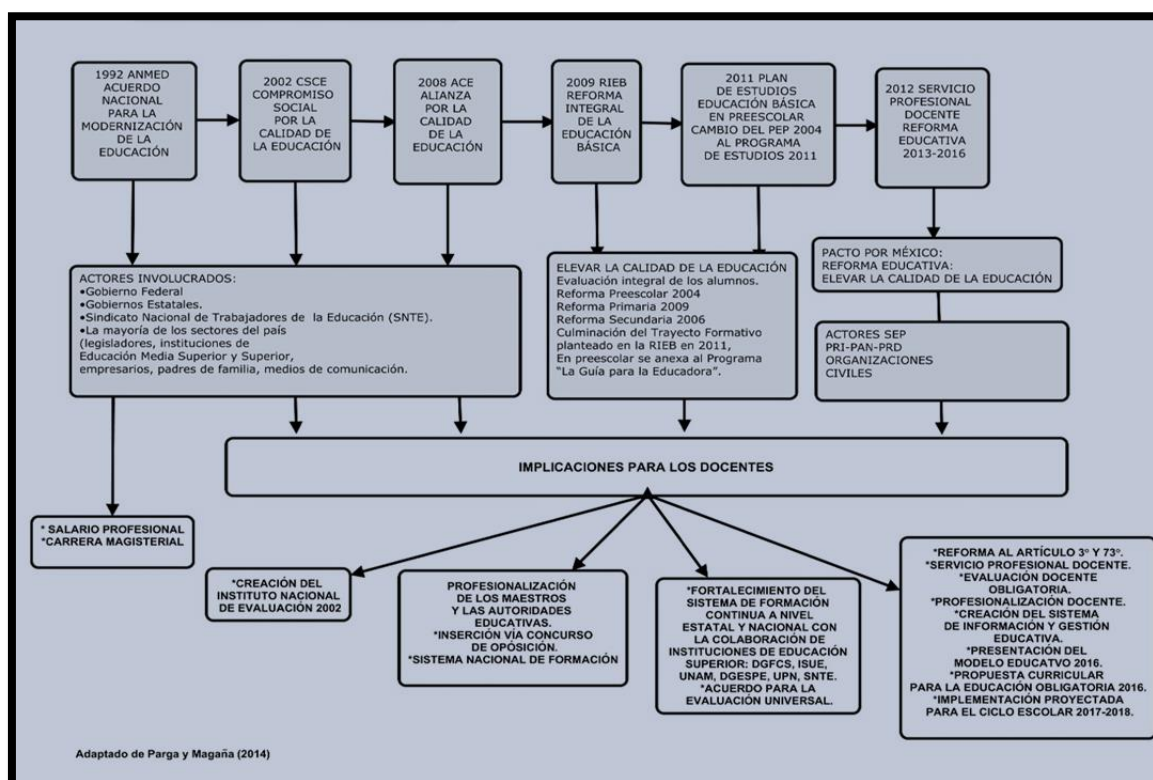 1992 ANMED
ACUERDO
NACIONAL
PARA LA
MODERNIZACIÓN
DE LA
EDUCACIÓN
2002 CSCE
COMPROMISO
SOCIAL
POR LA
CALIDAD DE
LA EDUCACIÓN
2008 ACE
ALIANZA
POR LA
CALIDAD
DE LA
EDUCACIÓN
2009 RIEB
REFORMA
INTEGRAL
DE LA
EDUCACIÓN
BÁSICA
2011 PLAN
DE ESTUDIOS
EDUCACIÓN BÁSICA
EN PREESCOLAR
CAMBIO DEL PEP 2004
AL PROGRAMA
DE ESTUDIOS 2011
2012 SERVICIO
PROFESIONAL
DOCENTE
REFORMA
EDUCATIVA
2013-2016
ACTORES INVOLUCRADOS:
•Gobierno Federal
•Gobiernos Estatales.
•Sindicato Nacional de Trabajadores de la Educación (SNTE).
•La mayoría de los sectores del país
(legisladores, instituciones de
Educación Media Superior y Superior,
empresarios, padres de familia, medios de comunicación.
ELEVAR LA CALIDAD DE LA EDUCACIÓN
Evaluación integral de los alumnos.
Reforma Preescolar 2004
Reforma Primaria 2009
Reforma Secundaria 2006
Culminación del Trayecto Formativo
planteado en la RIEB en 2011,
En preescolar se anexa al Programa
“La Guía para la Educadora”.
PACTO POR MÉXICO:
REFORMA EDUCATIVA:
ELEVAR LA CALIDAD DE LA EDUCACIÓN
ACTORES SEP
PRI-PAN-PRD
ORGANIZACIONES
CIVILES
IMPLICACIONES PARA LOS DOCENTES
* SALARIO PROFESIONAL
*CARRERA MAGISTERIAL
*CREACIÓN DEL
INSTITUTO NACIONAL
DE EVALUACIÓN 2002
PROFESIONALIZACIÓN
DE LOS MAESTROS
Y LAS AUTORIDADES
EDUCATIVAS.
*INSERCIÓN VÍA CONCURSO
DE OPÓSICIÓN.
*SISTEMA NACIONAL DE FORMACIÓN
*FORTALECIMIENTO DEL
SISTEMA DE FORMACIÓN
CONTINUA A NIVEL
ESTATAL Y NACIONAL CON
LA COLABORACIÓN DE
INSTITUCIONES DE EDUCACIÓN
SUPERIOR: DGFCS, ISUE,
UNAM, DGESPE, UPN, SNTE.
*ACUERDO PARA LA
EVALUACIÓN UNIVERSAL.
*REFORMA AL ARTÍCULO 3° Y 73°.
*SERVICIO PROFESIONAL DOCENTE.
*EVALUACIÓN DOCENTE
OBLIGATORIA.
*PROFESIONALIZACIÓN DOCENTE.
*CREACIÓN DEL SISTEMA
DE INFORMACIÓN Y GESTIÓN
EDUCATIVA.
*PRESENTACIÓN DEL
MODELO EDUCATVO 2016.
*PROPUESTA CURRICULAR
PARA LA EDUCACIÓN OBLIGATORIA 2016.
*IMPLEMENTACIÓN PROYECTADA
PARA EL CICLO ESCOLAR 2017-2018.
Adaptado de Parga y Magaña (2014)